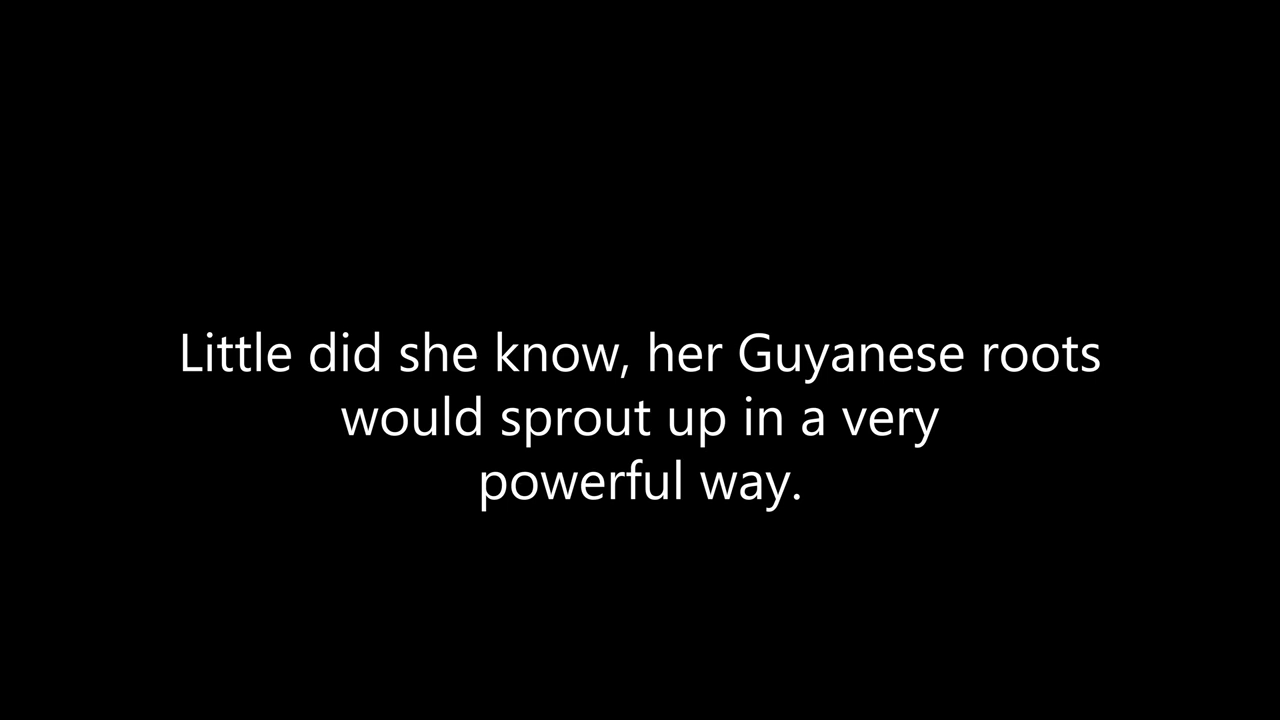 Little did she know, her Guyanese roots
would sprout up in a very
powerful way.